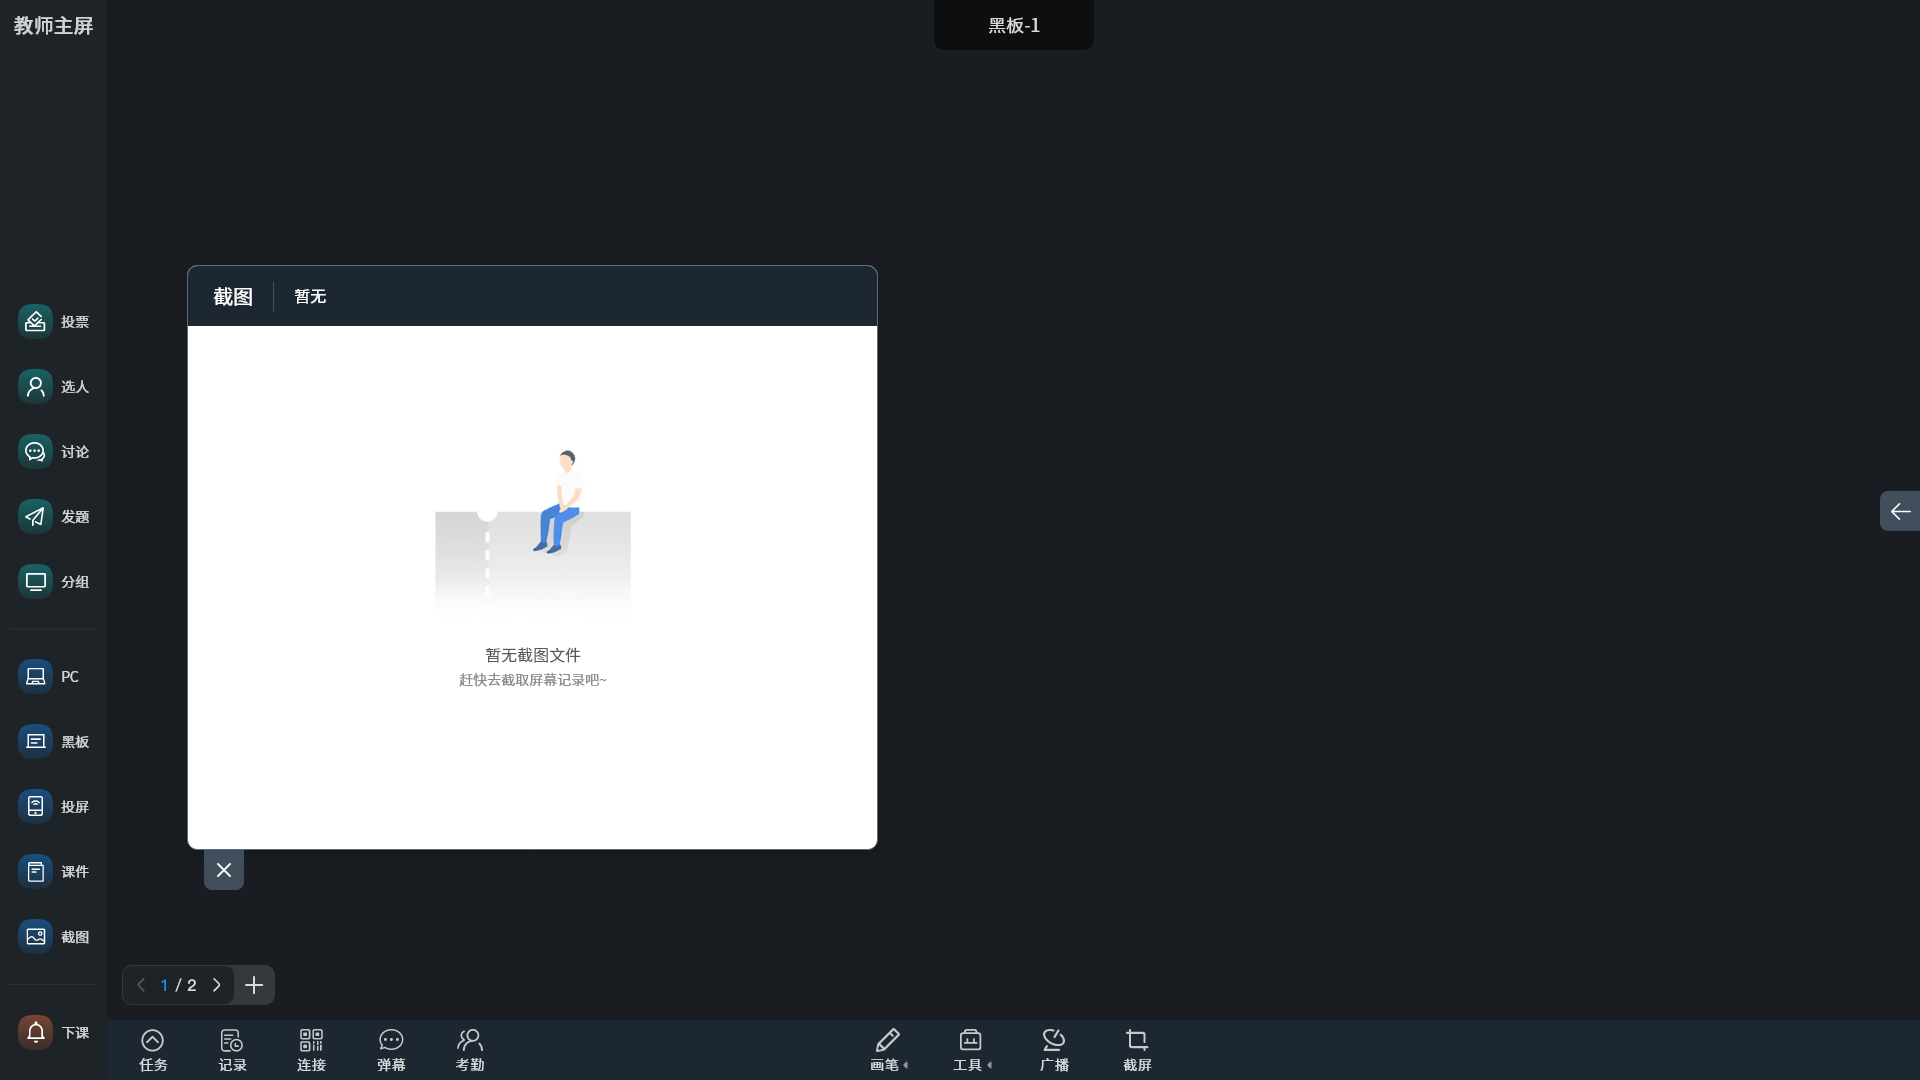 教师主屏
黑板-1
截图
暂无
投票
选人
讨论
发题
分组
暂无截图文件
赶快去截取屏幕记录吧~
PC
黑板
投屏
课件
截图
1 / 2
下课
任务
记录
连接
弹幕
考勤
画笔
工具
广播
截屏